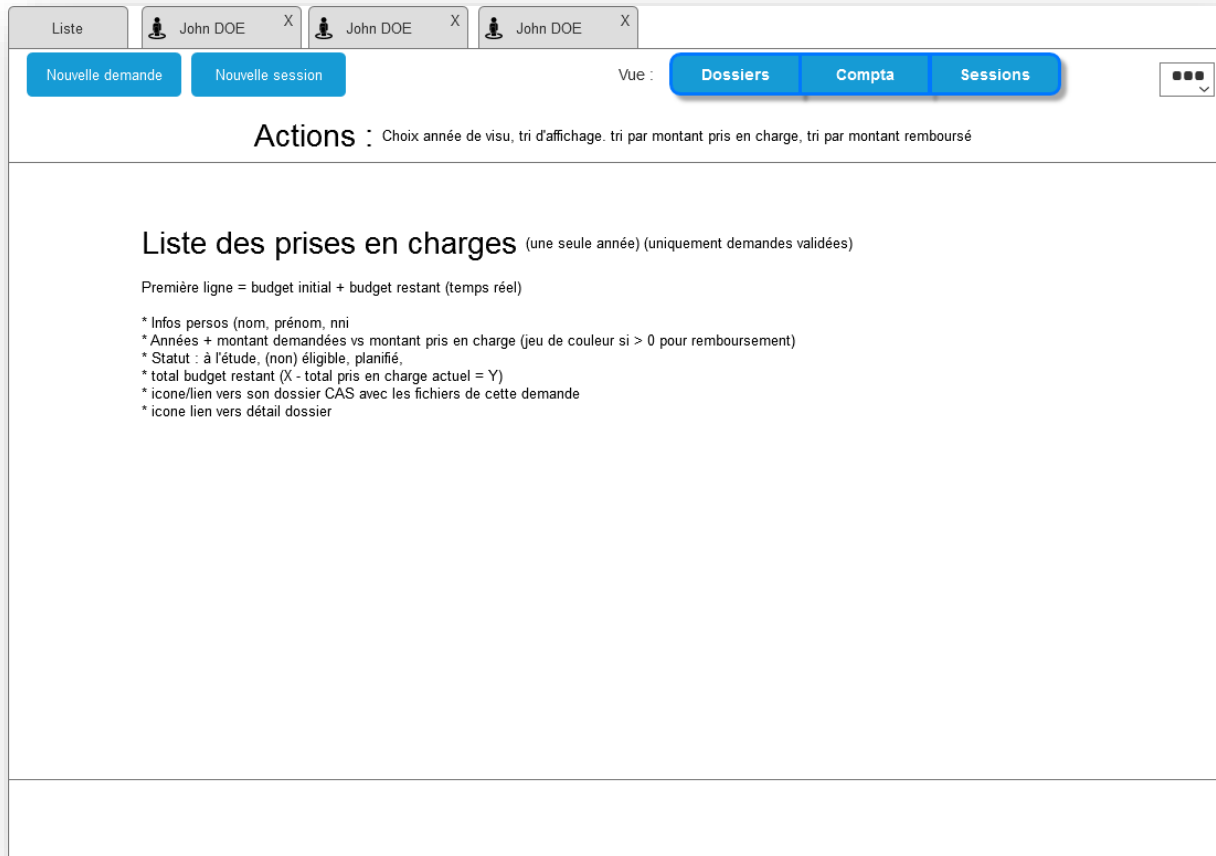 Liste John DOE X John DOE X John DOE X
Nouvelle demande Nouvelle session Vue : Dossiers Compta Sessions
Actions : Choix année de visu, tri d'affichage. tri par montant pris en charge, tri par montant remboursé
Liste des prises en charges (une seule année) (uniquement demandes validées)
Première ligne = budget initial + budget restant (temps réel)
* Infos persos (nom, prénom, nni
* Années + montant demandées vs montant pris en charge (jeu de couleur si > 0 pour remboursement)
* Statut : à l'étude, (non) éligible, planifié,
* total budget restant (X - total pris en charge actuel = Y)
* icone/lien vers son dossier CAS avec les fichiers de cette demande
* icone lien vers détail dossier